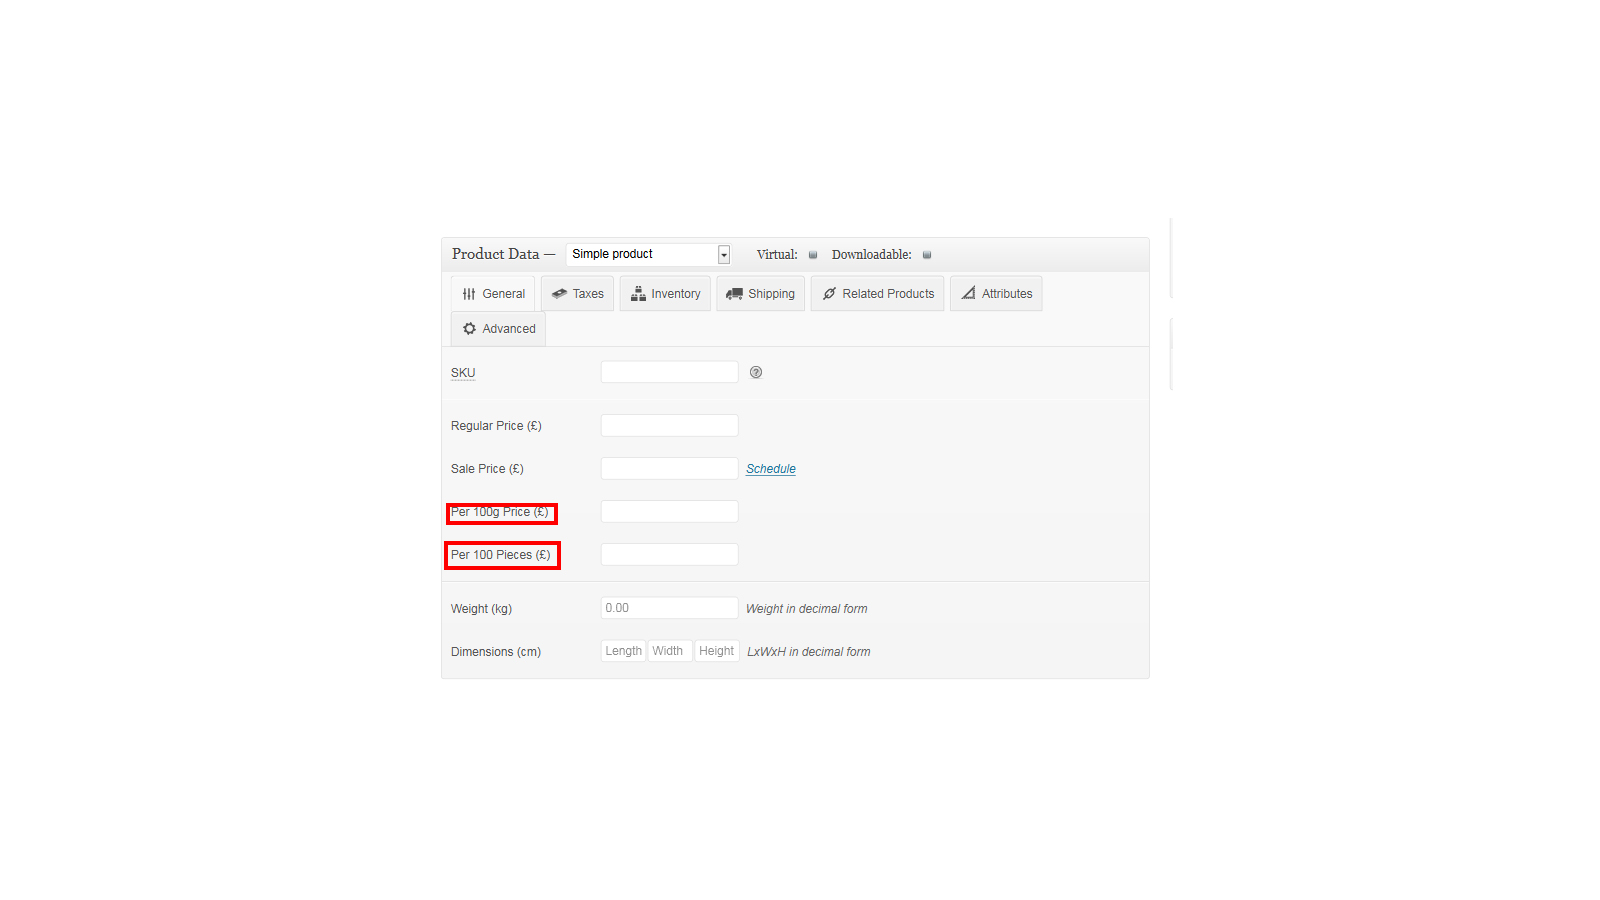 Product Data — Simple product Virtual: Downloadable:
General Taxes Inventory Shipping Related Products Attributes
Advanced
SKU ?
Regular Price (£)
Sale Price (£) Schedule
Per 100g Price (£)
Per 100 Pieces (£)
Weight (kg) 0.00 Weight in decimal form
Dimensions (cm) Length Width Height LxWxH in decimal form